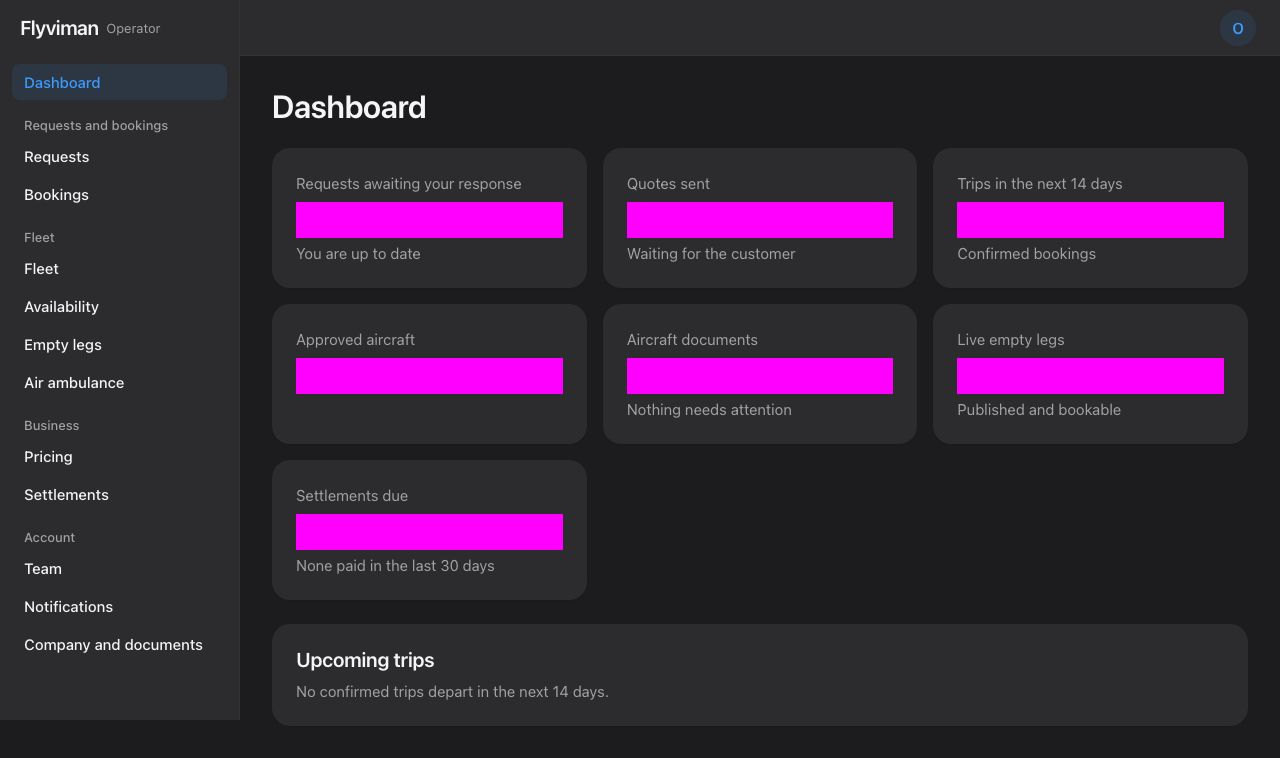 Flyviman Operator
O
Dashboard
Requests and bookings
Requests
Bookings
Fleet
Fleet
Availability
Empty legs
Air ambulance
Business
Pricing
Settlements
Account
Team
Notifications
Company and documents
Dashboard
Requests awaiting your response
You are up to date
Quotes sent
Waiting for the customer
Trips in the next 14 days
Confirmed bookings
Approved aircraft
Aircraft documents
Nothing needs attention
Live empty legs
Published and bookable
Settlements due
None paid in the last 30 days
Upcoming trips
No confirmed trips depart in the next 14 days.